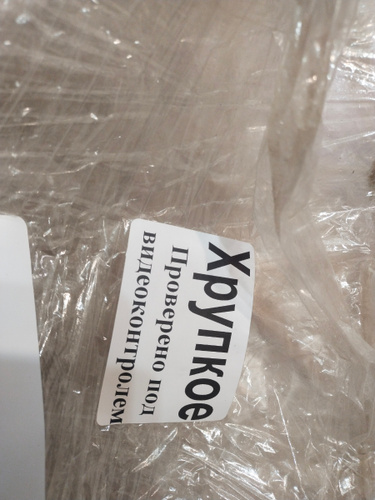 Хрупкое
Проверено под
видеоконтролем